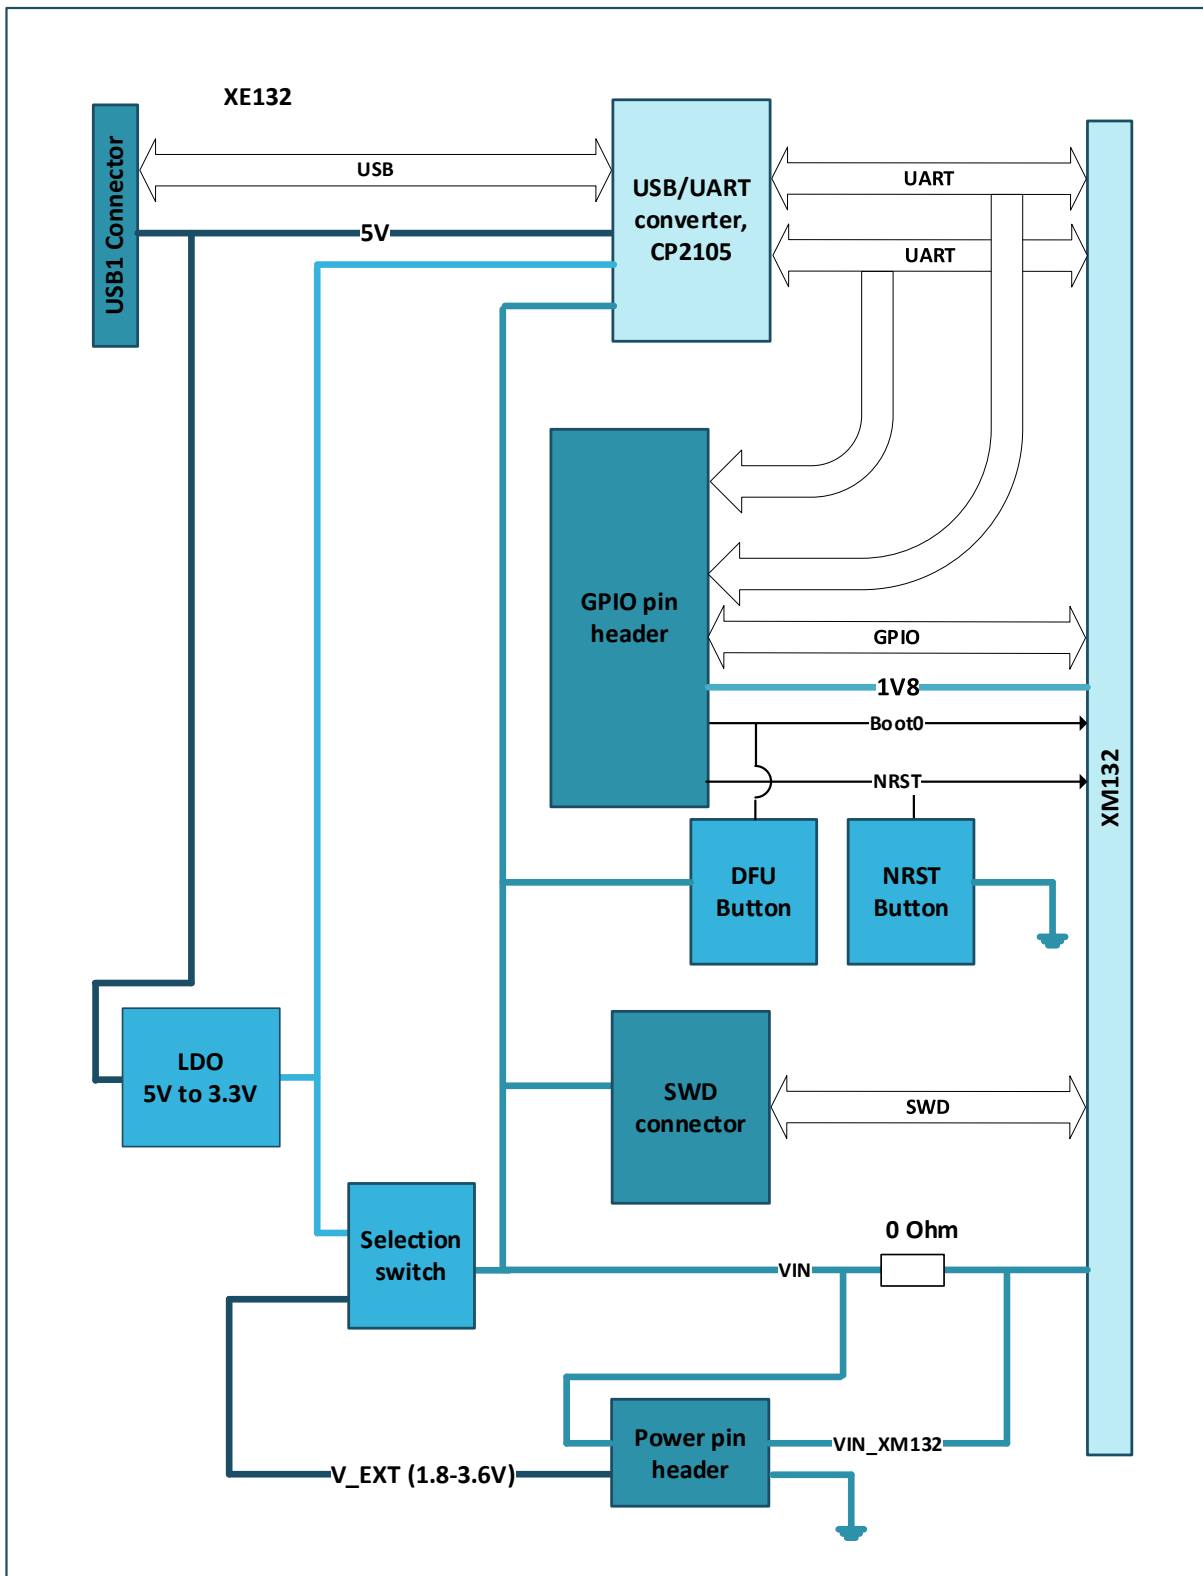 XE132
USB1 Connector
USB
USB/UART
converter,
CP2105
UART
5V
UART
GPIO pin
header
GPIO
1V8
Boot0
NRST
XM132
DFU
Button
NRST
Button
LDO
5V to 3.3V
SWD
connector
SWD
Selection
switch
0 Ohm
VIN
Power pin
header
VIN_XM132
V_EXT (1.8-3.6V)